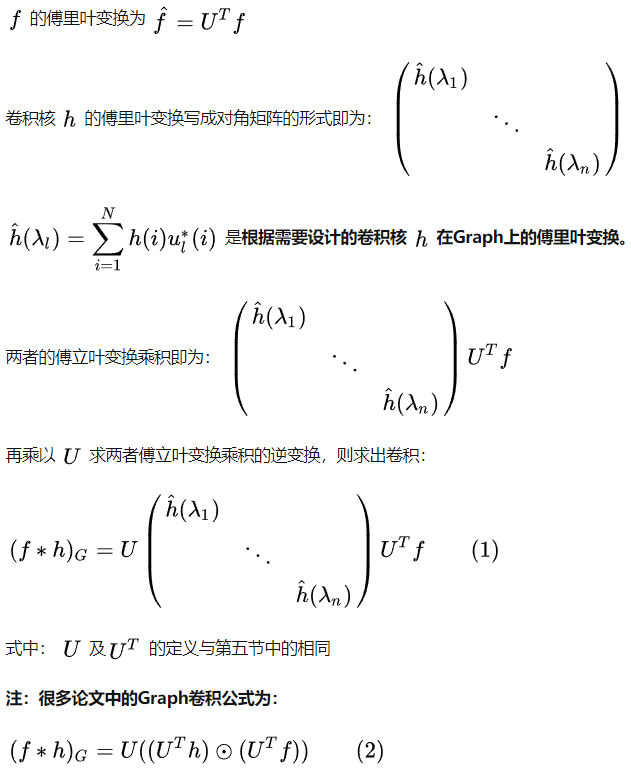 $f$ 的傅里叶变换为 $\hat{f} = U^T f$
卷积核 $h$ 的傅里叶变换写成对角矩阵的形式即为： $\begin{pmatrix} \hat{h}(\lambda_1) & & \\ & \ddots & \\ & & \hat{h}(\lambda_n) \end{pmatrix}$
$\hat{h}(\lambda_l) = \sum_{i=1}^{N} h(i) u_l^*(i)$ 是根据需要设计的卷积核 $h$ 在Graph上的傅里叶变换。
两者的傅立叶变换乘积即为： $\begin{pmatrix} \hat{h}(\lambda_1) & & \\ & \ddots & \\ & & \hat{h}(\lambda_n) \end{pmatrix} U^T f$
再乘以 $U$ 求两者傅立叶变换乘积的逆变换，则求出卷积：
$(f * h)_G = U \begin{pmatrix} \hat{h}(\lambda_1) & & \\ & \ddots & \\ & & \hat{h}(\lambda_n) \end{pmatrix} U^T f \qquad (1)$
式中： $U$ 及 $U^T$ 的定义与第五节中的相同
注：很多论文中的Graph卷积公式为：
$(f * h)_G = U((U^T h) \odot (U^T f)) \qquad (2)$